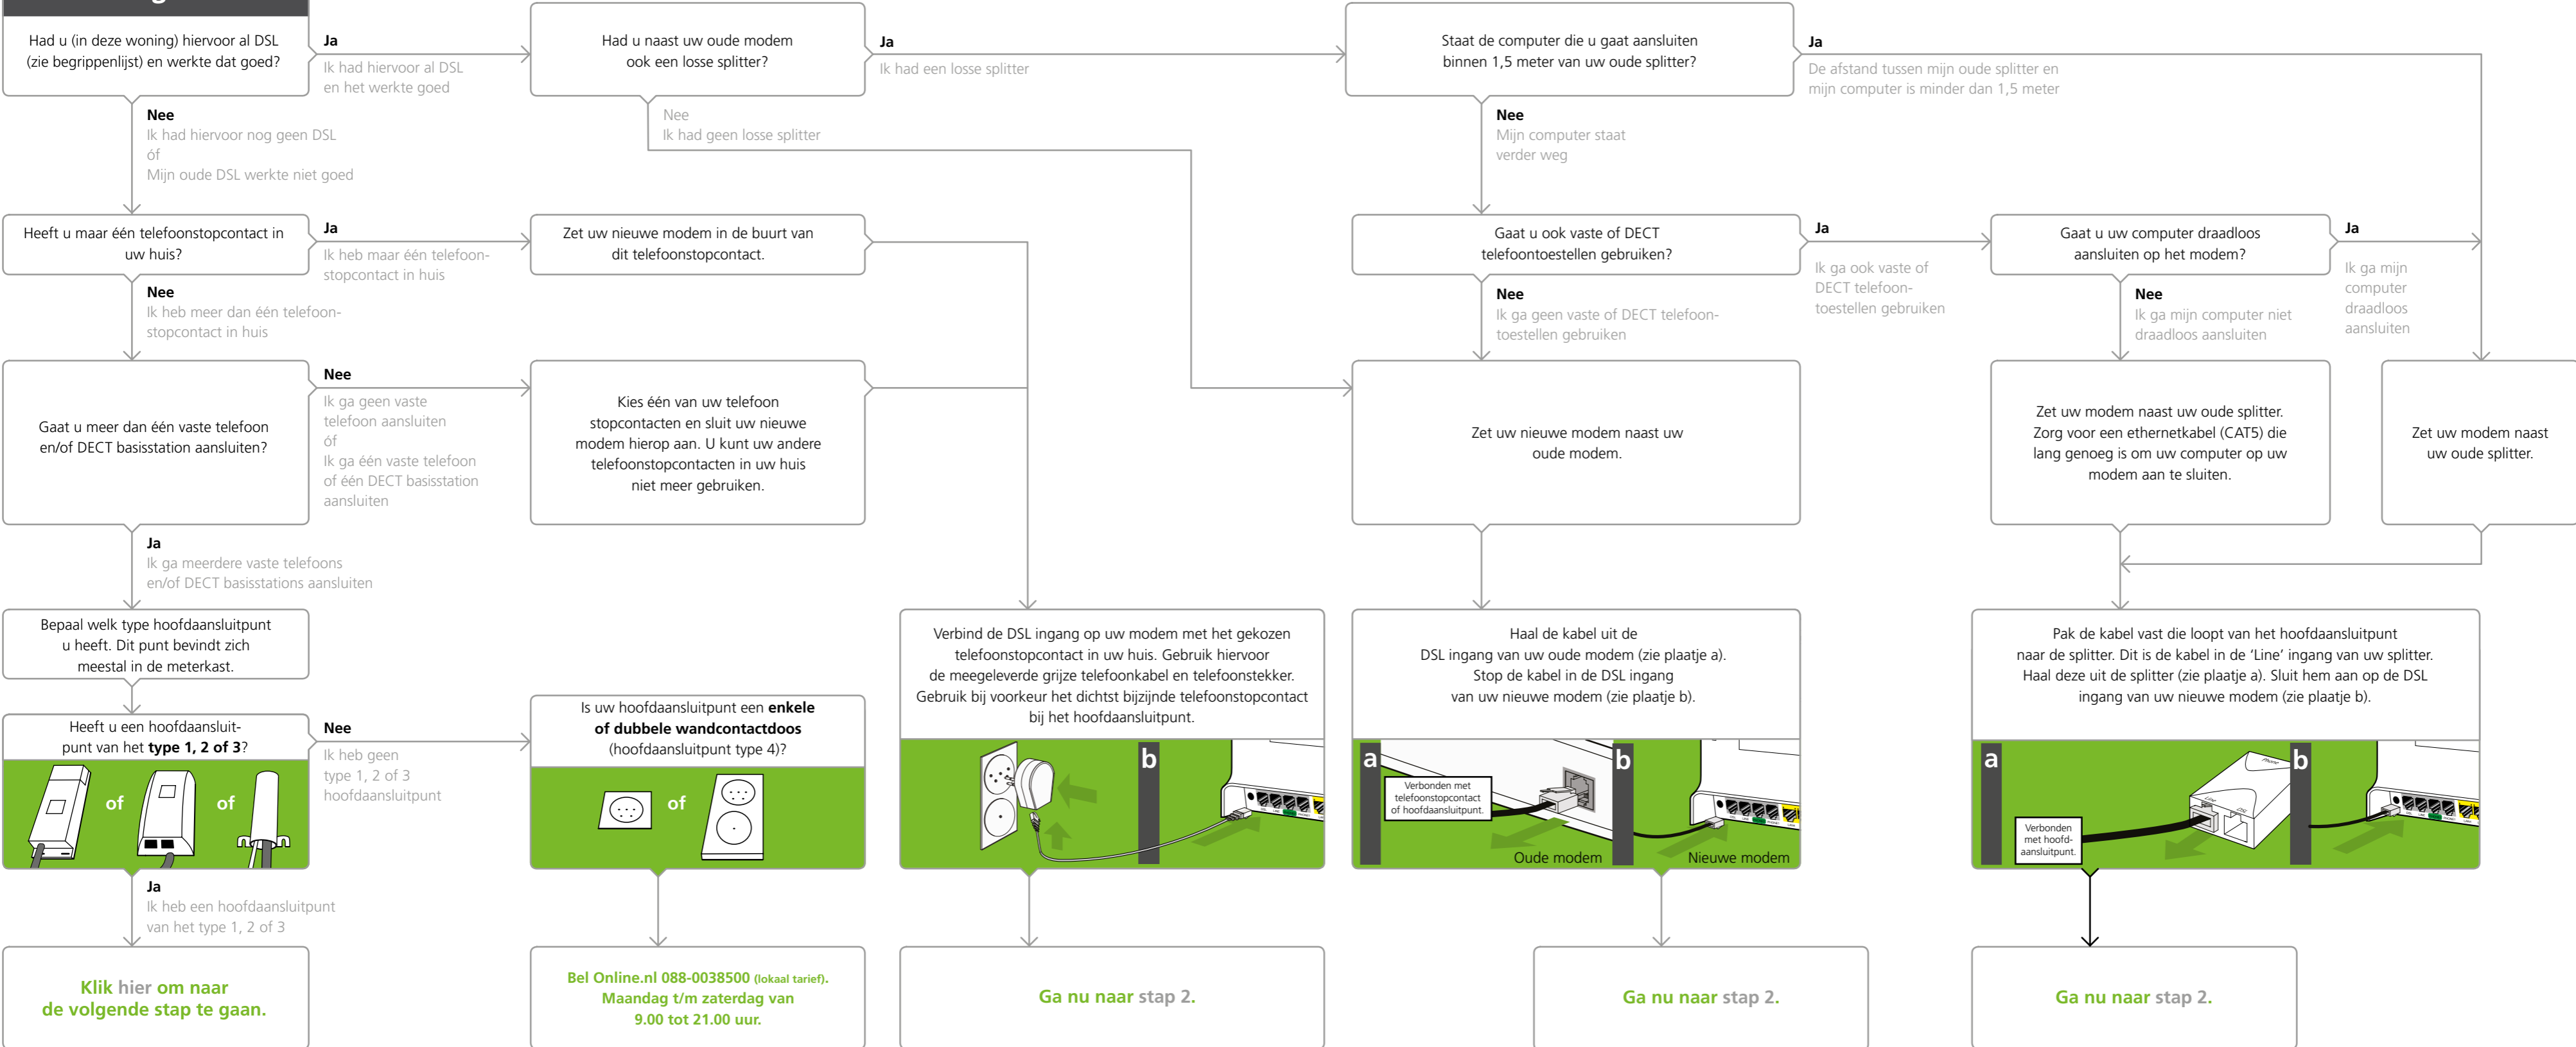 Had u (in deze woning) hiervoor al DSL
(zie begrippenlijst) en werkte dat goed?
Ja
Ik had hiervoor al DSL
en het werkte goed
Had u naast uw oude modem
ook een losse splitter?
Ja
Ik had een losse splitter
Staat de computer die u gaat aansluiten
binnen 1,5 meter van uw oude splitter?
Ja
De afstand tussen mijn oude splitter en
mijn computer is minder dan 1,5 meter
Nee
Ik had hiervoor nog geen DSL
óf
Mijn oude DSL werkte niet goed
Nee
Ik had geen losse splitter
Nee
Mijn computer staat
verder weg
Heeft u maar één telefoonstopcontact in
uw huis?
Ja
Ik heb maar één telefoon-
stopcontact in huis
Zet uw nieuwe modem in de buurt van
dit telefoonstopcontact.
Gaat u ook vaste of DECT
telefoontoestellen gebruiken?
Ja
Ik ga ook vaste of
DECT telefoon-
toestellen gebruiken
Gaat u uw computer draadloos
aansluiten op het modem?
Ja
Ik ga mijn
computer
draadloos
aansluiten
Nee
Ik heb meer dan één telefoon-
stopcontact in huis
Nee
Ik ga geen vaste of DECT telefoon-
toestellen gebruiken
Nee
Ik ga mijn computer niet
draadloos aansluiten
Gaat u meer dan één vaste telefoon
en/of DECT basisstation aansluiten?
Nee
Ik ga geen vaste
telefoon aansluiten
óf
Ik ga één vaste telefoon
of één DECT basisstation
aansluiten
Kies één van uw telefoon
stopcontacten en sluit uw nieuwe
modem hierop aan. U kunt uw andere
telefoonstopcontacten in uw huis
niet meer gebruiken.
Zet uw nieuwe modem naast uw
oude modem.
Zet uw modem naast uw oude splitter.
Zorg voor een ethernetkabel (CAT5) die
lang genoeg is om uw computer op uw
modem aan te sluiten.
Zet uw modem naast
uw oude splitter.
Ja
Ik ga meerdere vaste telefoons
en/of DECT basisstations aansluiten
Bepaal welk type hoofdaansluitpunt
u heeft. Dit punt bevindt zich
meestal in de meterkast.
Heeft u een hoofdaansluit-
punt van het type 1, 2 of 3?
of
of
Nee
Ik heb geen
type 1, 2 of 3
hoofdaansluitpunt
Is uw hoofdaansluitpunt een enkele
of dubbele wandcontactdoos
(hoofdaansluitpunt type 4)?
of
Verbind de DSL ingang op uw modem met het gekozen
telefoonstopcontact in uw huis. Gebruik hiervoor
de meegeleverde grijze telefoonkabel en telefoonstekker.
Gebruik bij voorkeur het dichtst bijzijnde telefoonstopcontact
bij het hoofdaansluitpunt.
b
Haal de kabel uit de
DSL ingang van uw oude modem (zie plaatje a).
Stop de kabel in de DSL ingang
van uw nieuwe modem (zie plaatje b).
a
Verbonden met
telefoonstopcontact
of hoofdaansluitpunt.
Oude modem
b
Nieuwe modem
Pak de kabel vast die loopt van het hoofdaansluitpunt
naar de splitter. Dit is de kabel in de ‘Line’ ingang van uw splitter.
Haal deze uit de splitter (zie plaatje a). Sluit hem aan op de DSL
ingang van uw nieuwe modem (zie plaatje b).
a
Verbonden
met hoofd-
aansluitpunt.
Phone
Line
DSL
b
Ja
Ik heb een hoofdaansluitpunt
van het type 1, 2 of 3
Klik hier om naar
de volgende stap te gaan.
Bel Online.nl 088-0038500 (lokaal tarief).
Maandag t/m zaterdag van
9.00 tot 21.00 uur.
Ga nu naar stap 2.
Ga nu naar stap 2.
Ga nu naar stap 2.